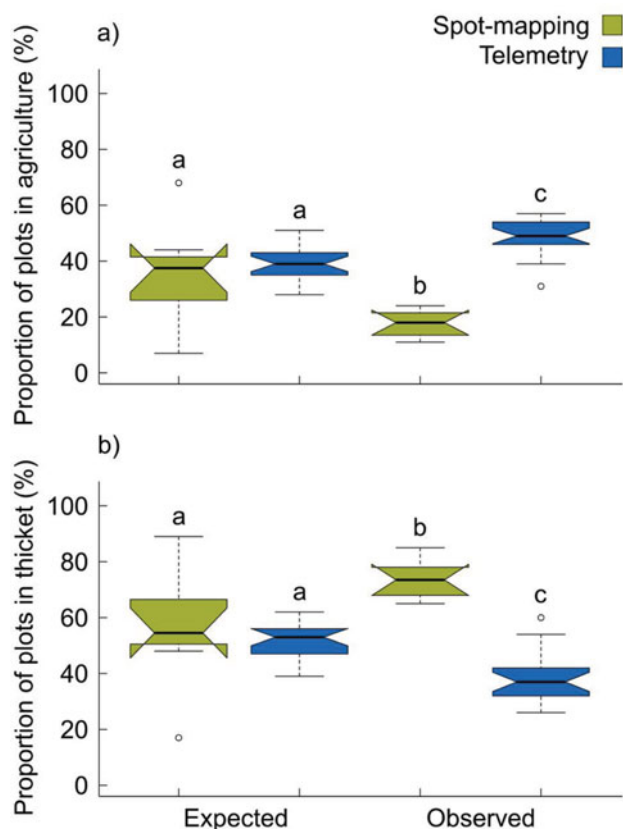 Spot-mapping
Telemetry
a)
Proportion of plots in agriculture (%)
100
80
60
40
20
0
a
a
b
c
b)
Proportion of plots in thicket (%)
100
80
60
40
20
0
a
a
b
c
Expected
Observed